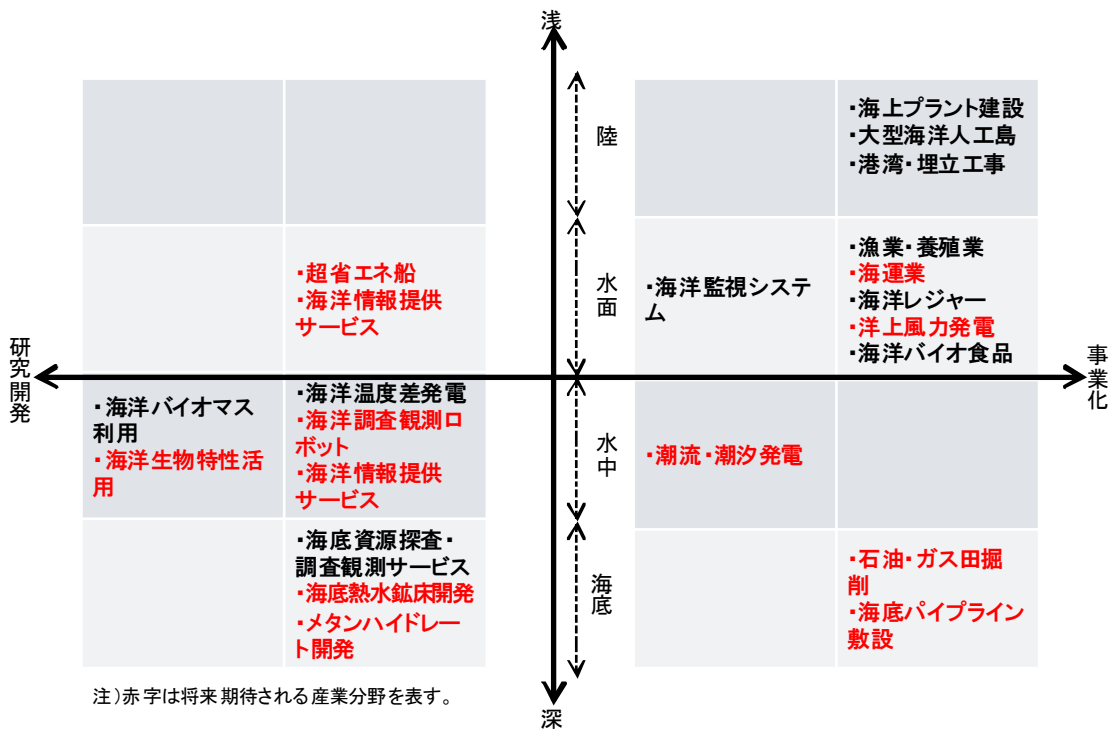 浅
陸
・海上プラント建設
・大型海洋人工島
・港湾・埋立工事
水面
・超省エネ船
・海洋情報提供
サービス
・海洋監視システ
ム
・漁業・養殖業
・海運業
・海洋レジャー
・洋上風力発電
・海洋バイオ食品
研究開発
事業化
・海洋バイオマス
利用
・海洋生物特性活
用
・海洋温度差発電
・海洋調査観測ロ
ボット
・海洋情報提供
サービス
水中
・潮流・潮汐発電
・海底資源探査・
調査観測サービス
・海底熱水鉱床開発
・メタンハイドレー
ト開発
海底
・石油・ガス田掘
削
・海底パイプライン
敷設
注)赤字は将来期待される産業分野を表す。
深